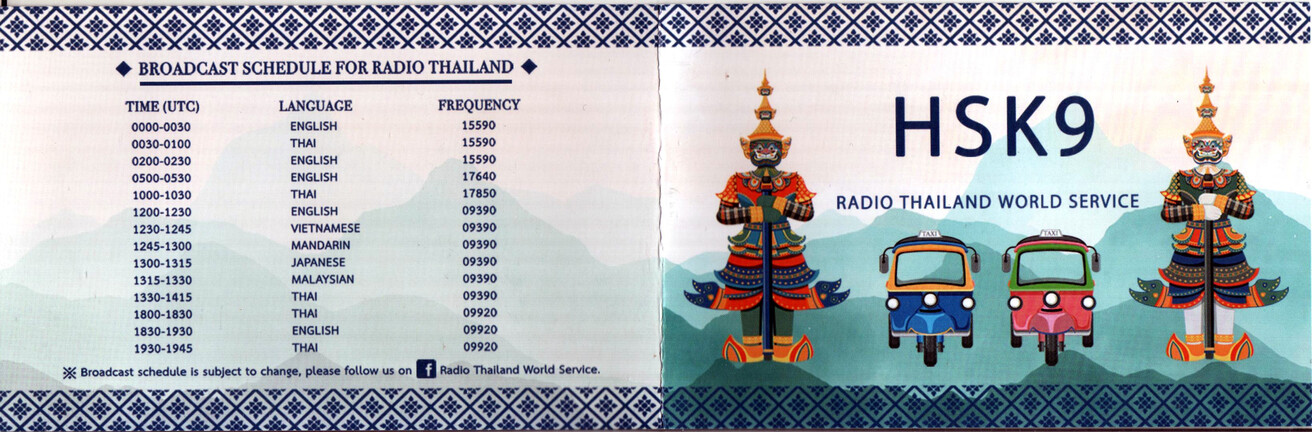 ◆ BROADCAST SCHEDULE FOR RADIO THAILAND ◆
TIME (UTC) LANGUAGE FREQUENCY
0000-0030 ENGLISH 15590
0030-0100 THAI 15590
0200-0230 ENGLISH 15590
0500-0530 ENGLISH 17640
1000-1030 THAI 17850
1200-1230 ENGLISH 09390
1230-1245 VIETNAMESE 09390
1245-1300 MANDARIN 09390
1300-1315 JAPANESE 09390
1315-1330 MALAYSIAN 09390
1330-1415 THAI 09390
1800-1830 THAI 09920
1830-1930 ENGLISH 09920
1930-1945 THAI 09920
※ Broadcast schedule is subject to change, please follow us on f Radio Thailand World Service.
HSK9
RADIO THAILAND WORLD SERVICE
TAXI
TAXI